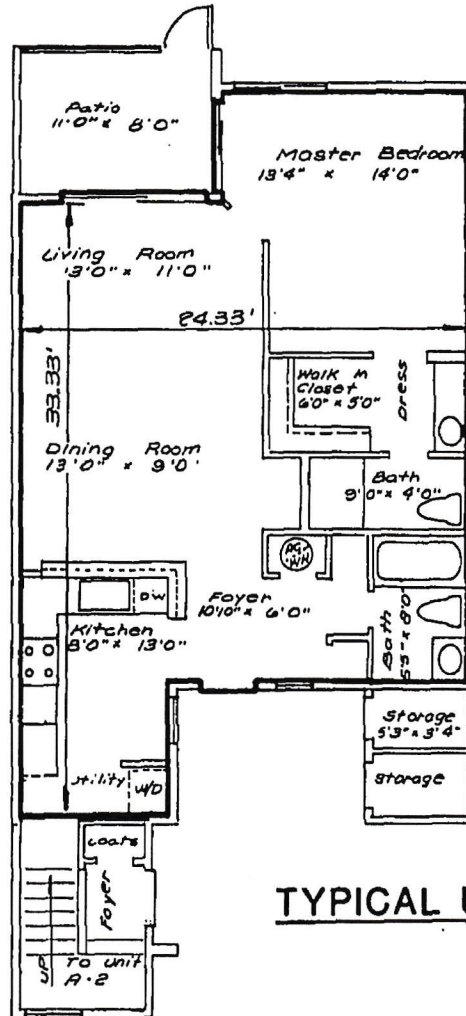 Patio
11'0" x 8'0"
Master Bedroom
13'4" x 14'0"
Living Room
13'0" x 11'0"
24.33'
33.33'
Walk in
Closet
6'0" x 5'0"
Dress
Dining Room
13'0" x 9'0'
Bath
9'0" x 4'0"
WH
D.W
Foyer
10'10" x 6'0"
Kitchen
8'0" x 13'0"
Bath
5'5" x 8'0"
Storage
5'3" x 3'4"
Storage
Utility
W/D
Coats
Foyer
TYPICAL
UP
TO Unit
A-2